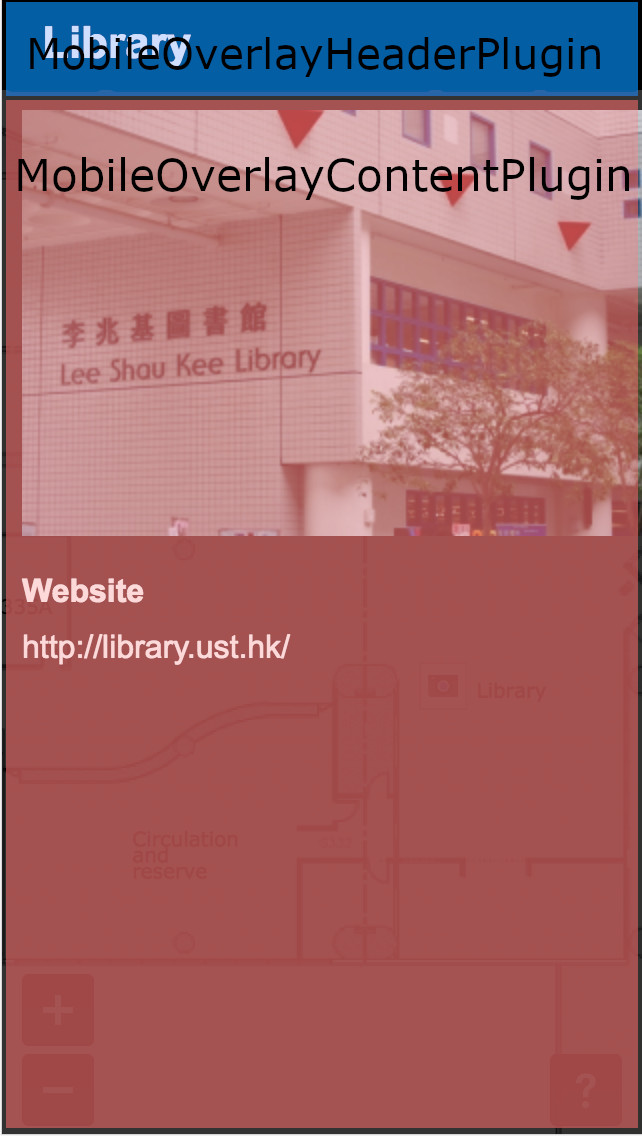 Library
MobileOverlayHeaderPlugin
MobileOverlayContentPlugin
李兆基圖書館
Lee Shau Kee Library
Website
335A
http://library.ust.hk/
Library
Circulation
and
reserve
+
−
?